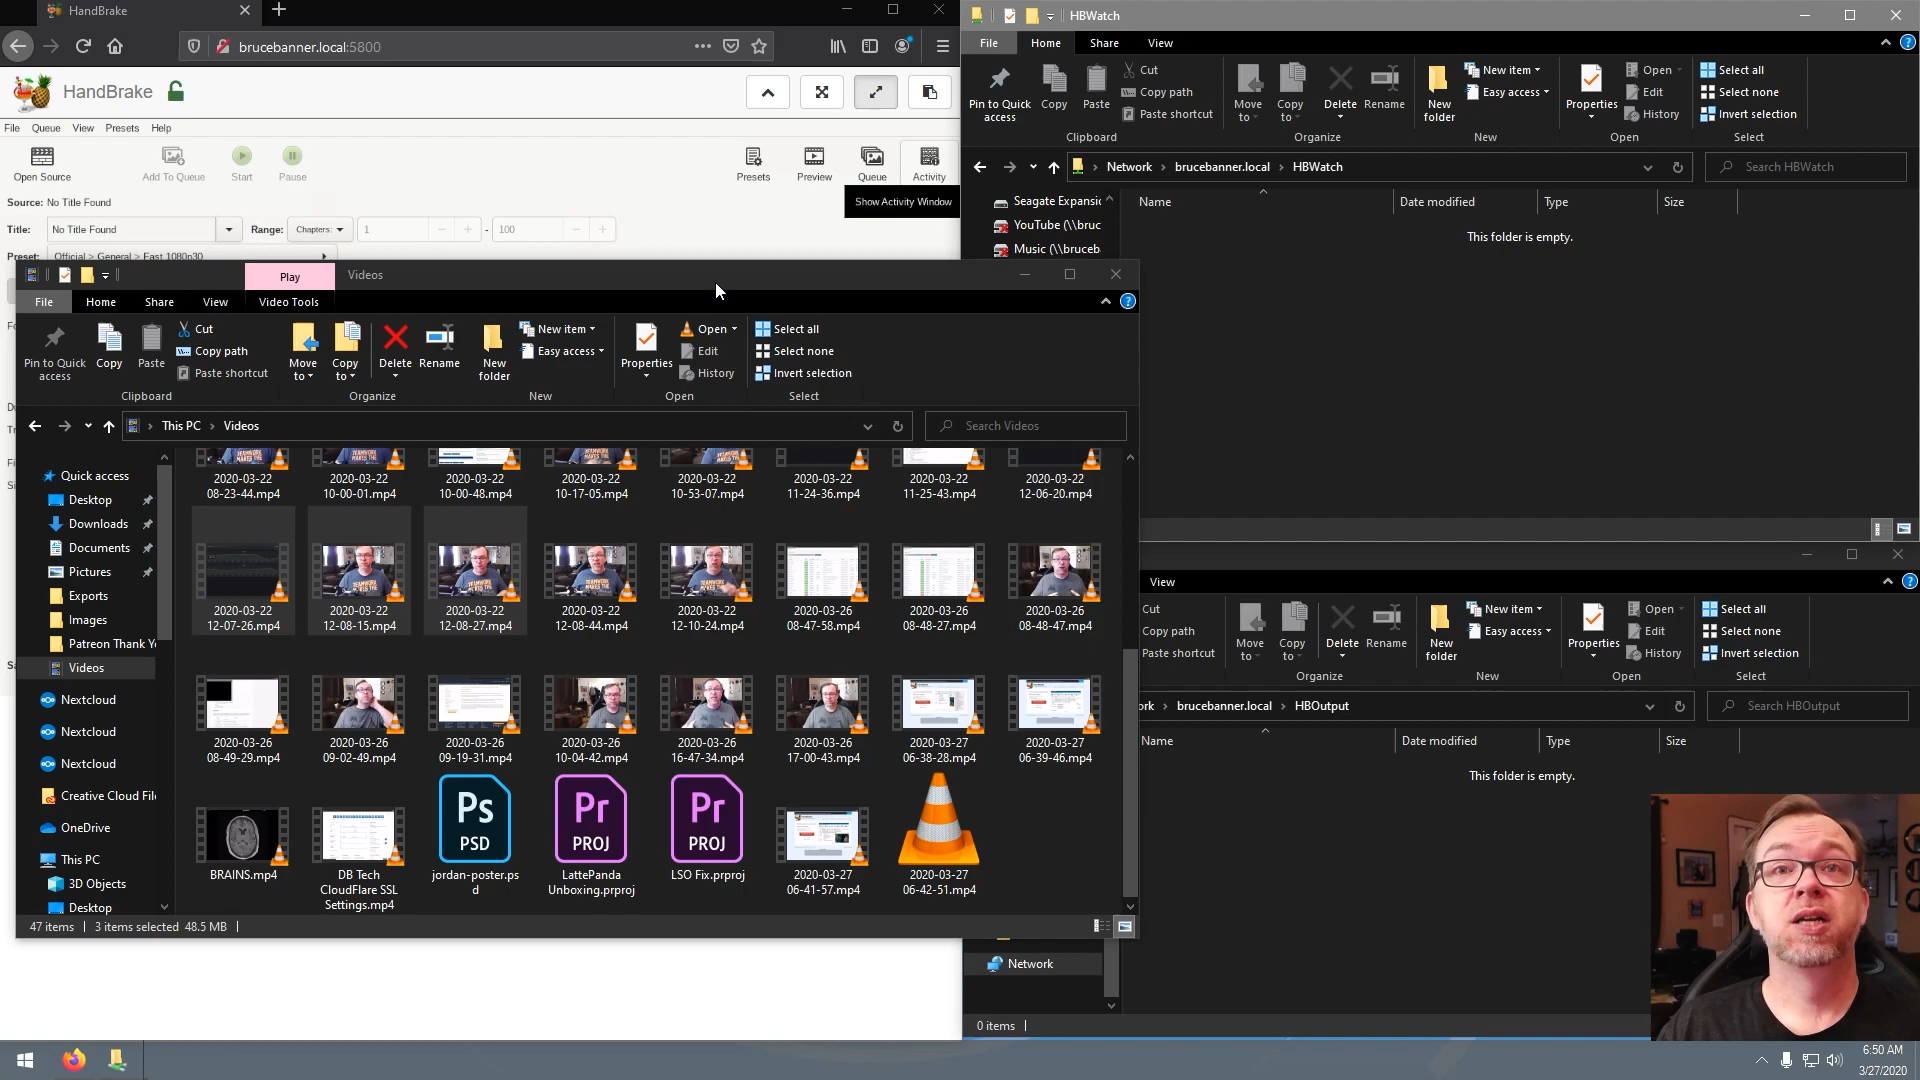 HandBrake
brucebanner.local:5800
HandBrake
File Queue View Presets Help
Open Source Add To Queue Start Pause Presets Preview Queue Activity
Source: No Title Found
Show Activity Window
Title: No Title Found Range: Chapters: 1 - 100
Preset: Official > General > Fast 1080p30
HBWatch
File Home Share View
Pin to Quick access
Copy
Paste
Cut
Copy path
Paste shortcut
Move to
Copy to
Delete
Rename
New folder
New item
Easy access
Properties
Open
Edit
History
Select all
Select none
Invert selection
Clipboard Organize New Open Select
Network brucebanner.local HBWatch
Search HBWatch
Seagate Expansic
YouTube (\\bruc
Music (\\bruceb
Name Date modified Type Size
This folder is empty.
Play Videos
File Home Share View Video Tools
Pin to Quick access
Copy
Paste
Cut
Copy path
Paste shortcut
Move to
Copy to
Delete
Rename
New folder
New item
Easy access
Properties
Open
Edit
History
Select all
Select none
Invert selection
Clipboard Organize New Open Select
This PC Videos
Search Videos
Quick access
Desktop
Downloads
Documents
Pictures
Exports
Images
Patreon Thank Y
Videos
Nextcloud
Nextcloud
Nextcloud
Creative Cloud File
OneDrive
This PC
3D Objects
Desktop
2020-03-22 08-23-44.mp4
2020-03-22 10-00-01.mp4
2020-03-22 10-00-48.mp4
2020-03-22 10-17-05.mp4
2020-03-22 10-53-07.mp4
2020-03-22 11-24-36.mp4
2020-03-22 11-25-43.mp4
2020-03-22 12-06-20.mp4
2020-03-22 12-07-26.mp4
2020-03-22 12-08-15.mp4
2020-03-22 12-08-27.mp4
2020-03-22 12-08-44.mp4
2020-03-22 12-10-24.mp4
2020-03-26 08-47-58.mp4
2020-03-26 08-48-27.mp4
2020-03-26 08-48-47.mp4
2020-03-26 08-49-29.mp4
2020-03-26 09-02-49.mp4
2020-03-26 09-19-31.mp4
2020-03-26 10-04-42.mp4
2020-03-26 16-47-34.mp4
2020-03-26 17-00-43.mp4
2020-03-27 06-38-28.mp4
2020-03-27 06-39-46.mp4
Ps PSD
Pr PROJ
Pr PROJ
BRAINS.mp4
DB Tech CloudFlare SSL Settings.mp4
jordan-poster.psd
LattePanda Unboxing.prproj
LSO Fix.prproj
2020-03-27 06-41-57.mp4
2020-03-27 06-42-51.mp4
47 items 3 items selected 48.5 MB
View
Cut
Copy path
Paste shortcut
Move to
Copy to
Delete
Rename
New folder
New item
Easy access
Properties
Open
Edit
History
Select all
Select none
Invert selection
Organize New Open Select
ork brucebanner.local HBOutput
Search HBOutput
Name Date modified Type Size
This folder is empty.
Network
0 items
6:50 AM
3/27/2020